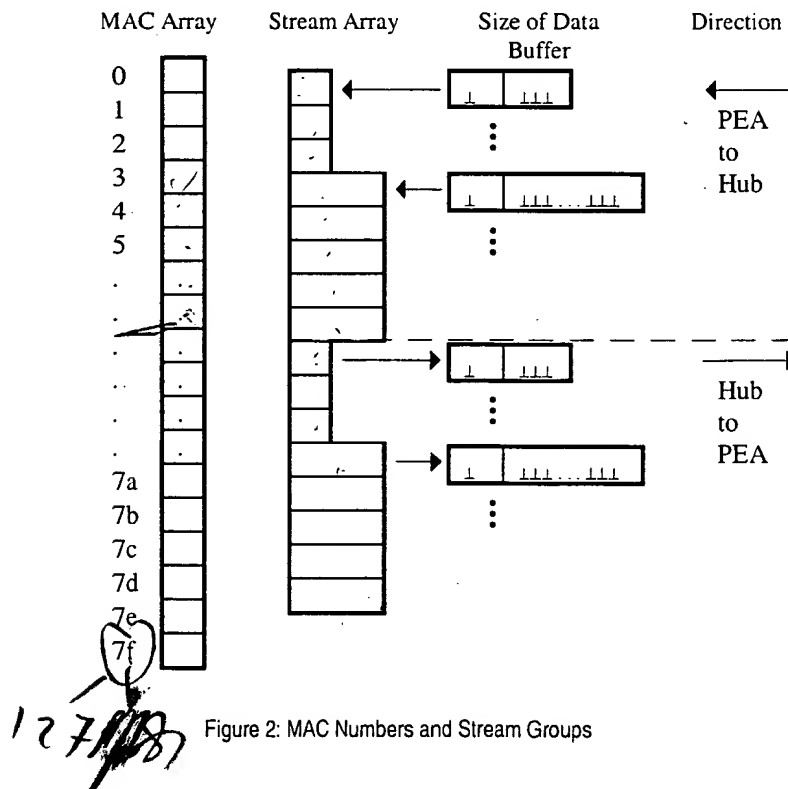 MAC Array Stream Array Size of Data Buffer Direction
0
1
2
3
4
5
.
.
.
.
.
.
7a
7b
7c
7d
7e
7f
PEA
to
Hub
Hub
to
PEA
127
Figure 2: MAC Numbers and Stream Groups